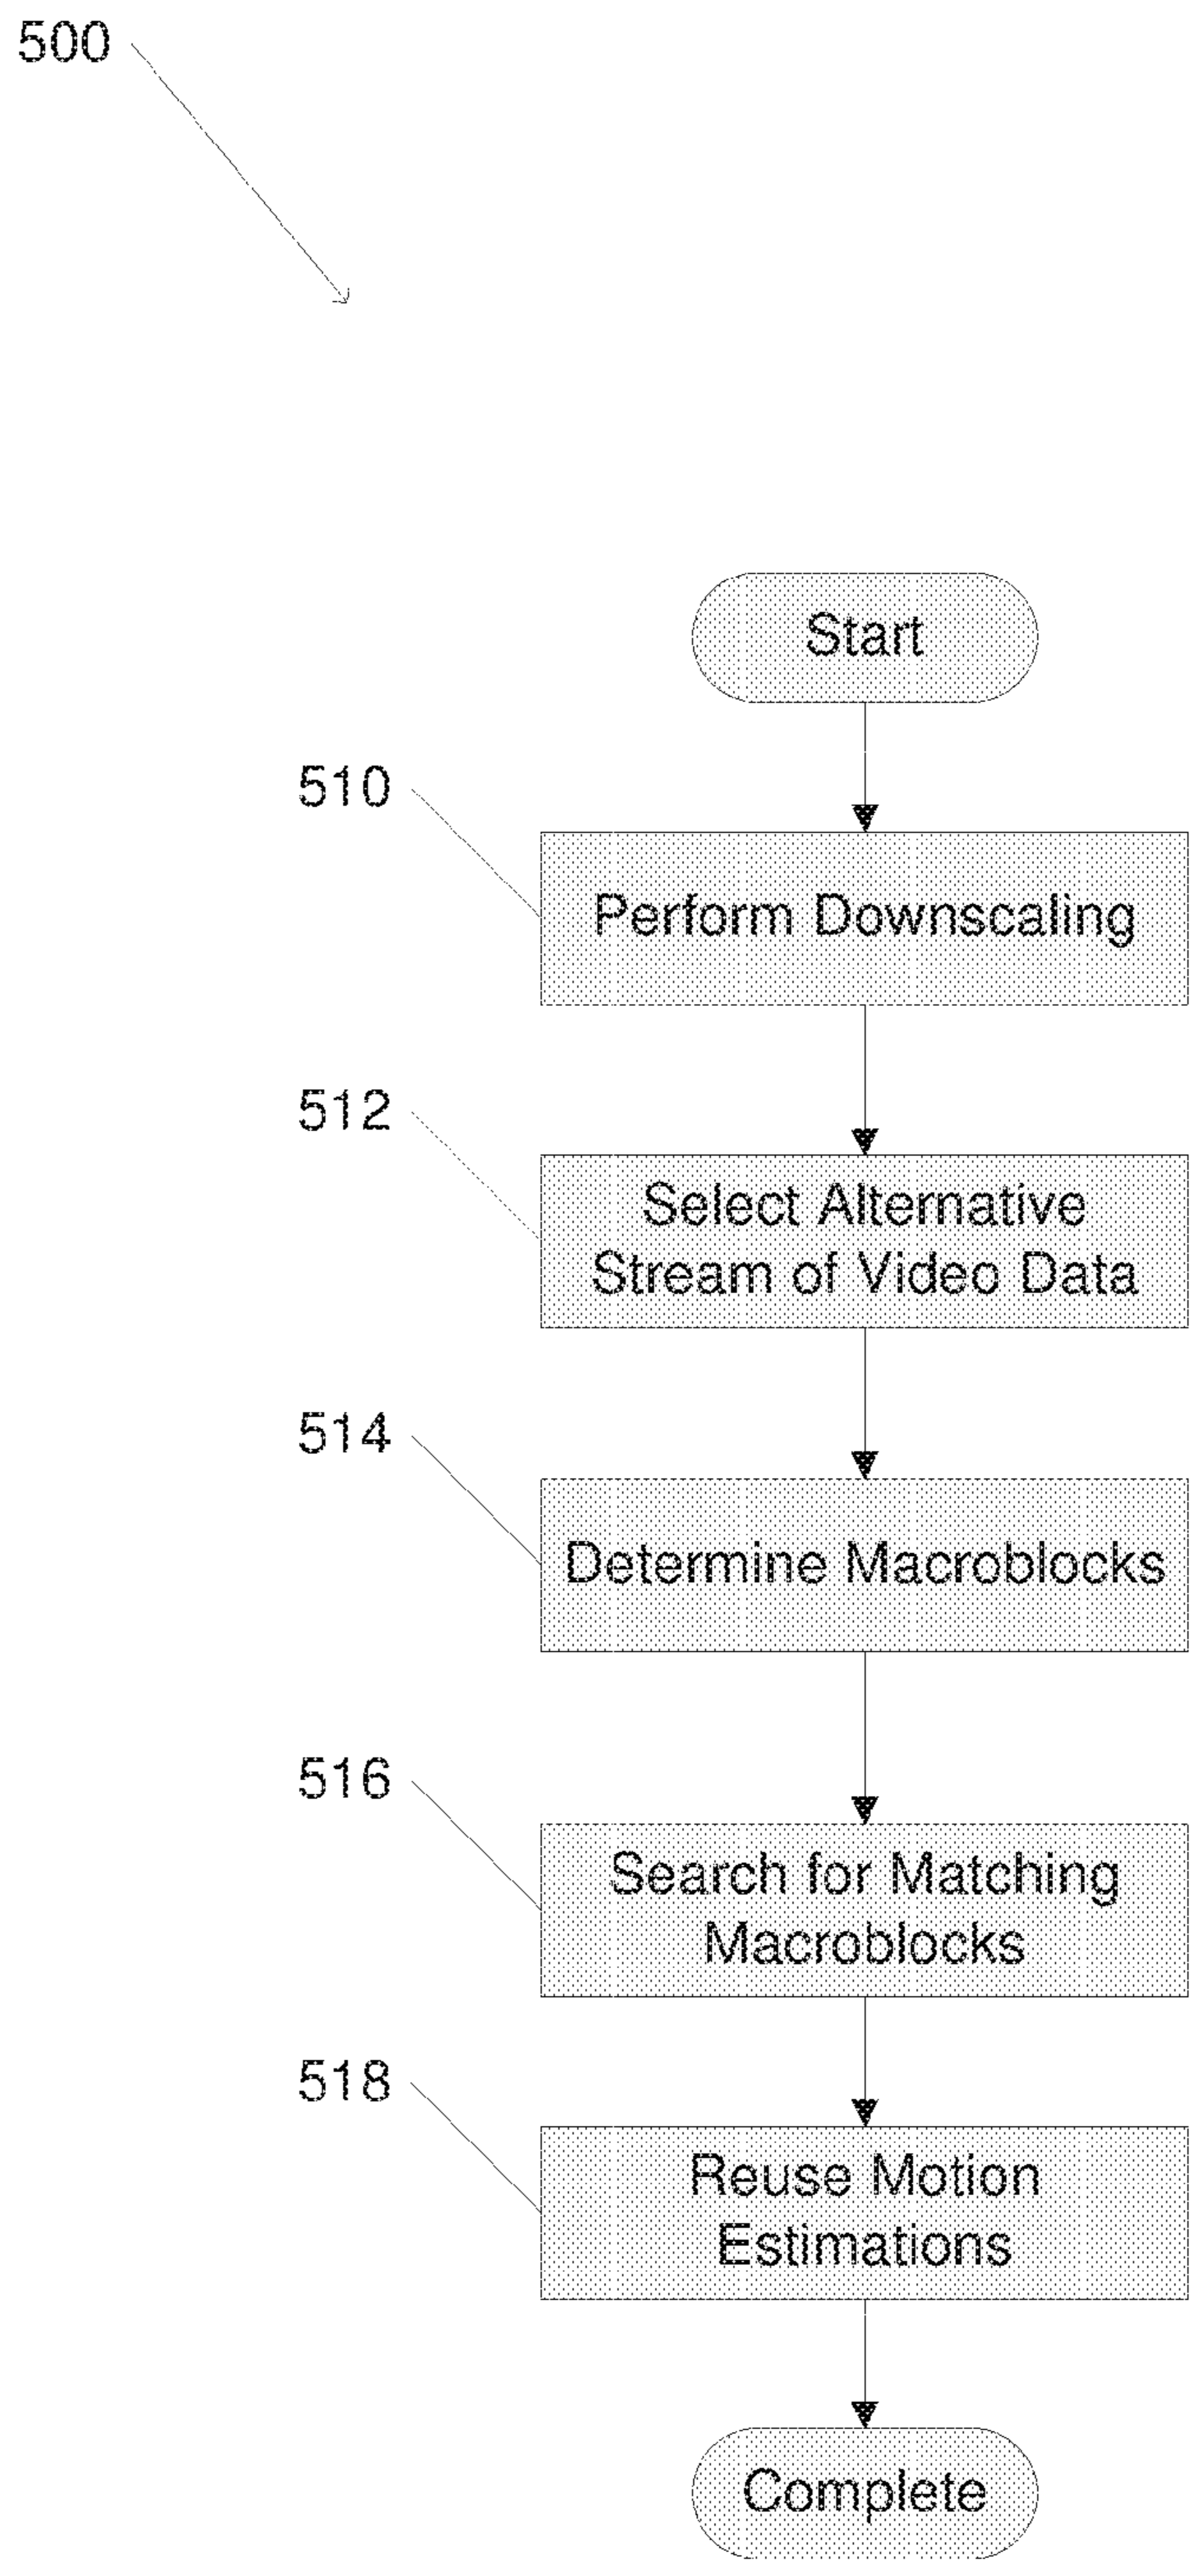 500
Start
510
Perform Downscaling
512
Select Alternative
Stream of Video Data
514
Determine Macroblocks
516
Search for Matching
Macroblocks
518
Reuse Motion
Estimations
Complete